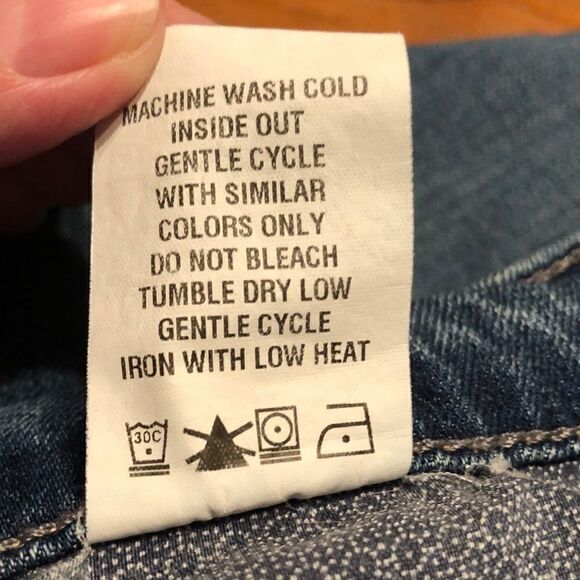 MACHINE WASH COLD
INSIDE OUT
GENTLE CYCLE
WITH SIMILAR
COLORS ONLY
DO NOT BLEACH
TUMBLE DRY LOW
GENTLE CYCLE
IRON WITH LOW HEAT
30C